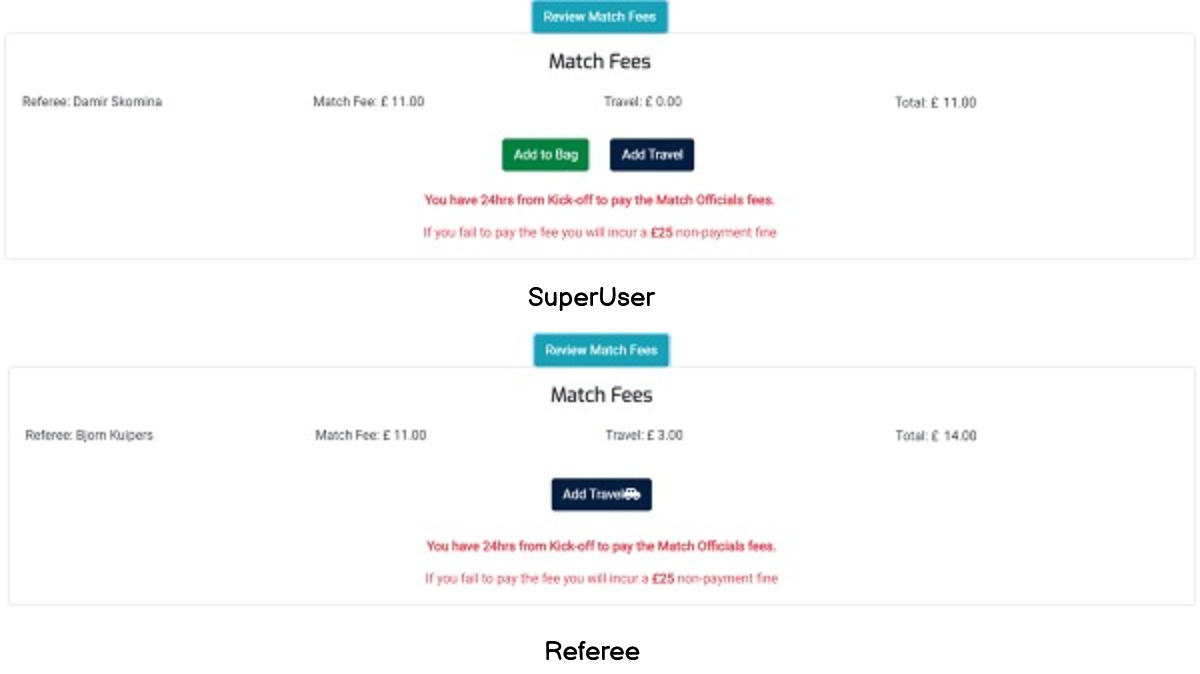 Review Match Fees
Match Fees
Referee: Damir Skomina Match Fee: £ 11.00 Travel: £ 0.00 Total: £ 11.00
Add to Bag Add Travel
You have 24hrs from Kick-off to pay the Match Officials fees.
If you fail to pay the fee you will incur a £25 non-payment fine
SuperUser
Review Match Fees
Match Fees
Referee: Bjorn Kuipers Match Fee: £ 11.00 Travel: £ 3.00 Total: £ 14.00
Add Travel
You have 24hrs from Kick-off to pay the Match Officials fees.
If you fail to pay the fee you will incur a £25 non-payment fine
Referee